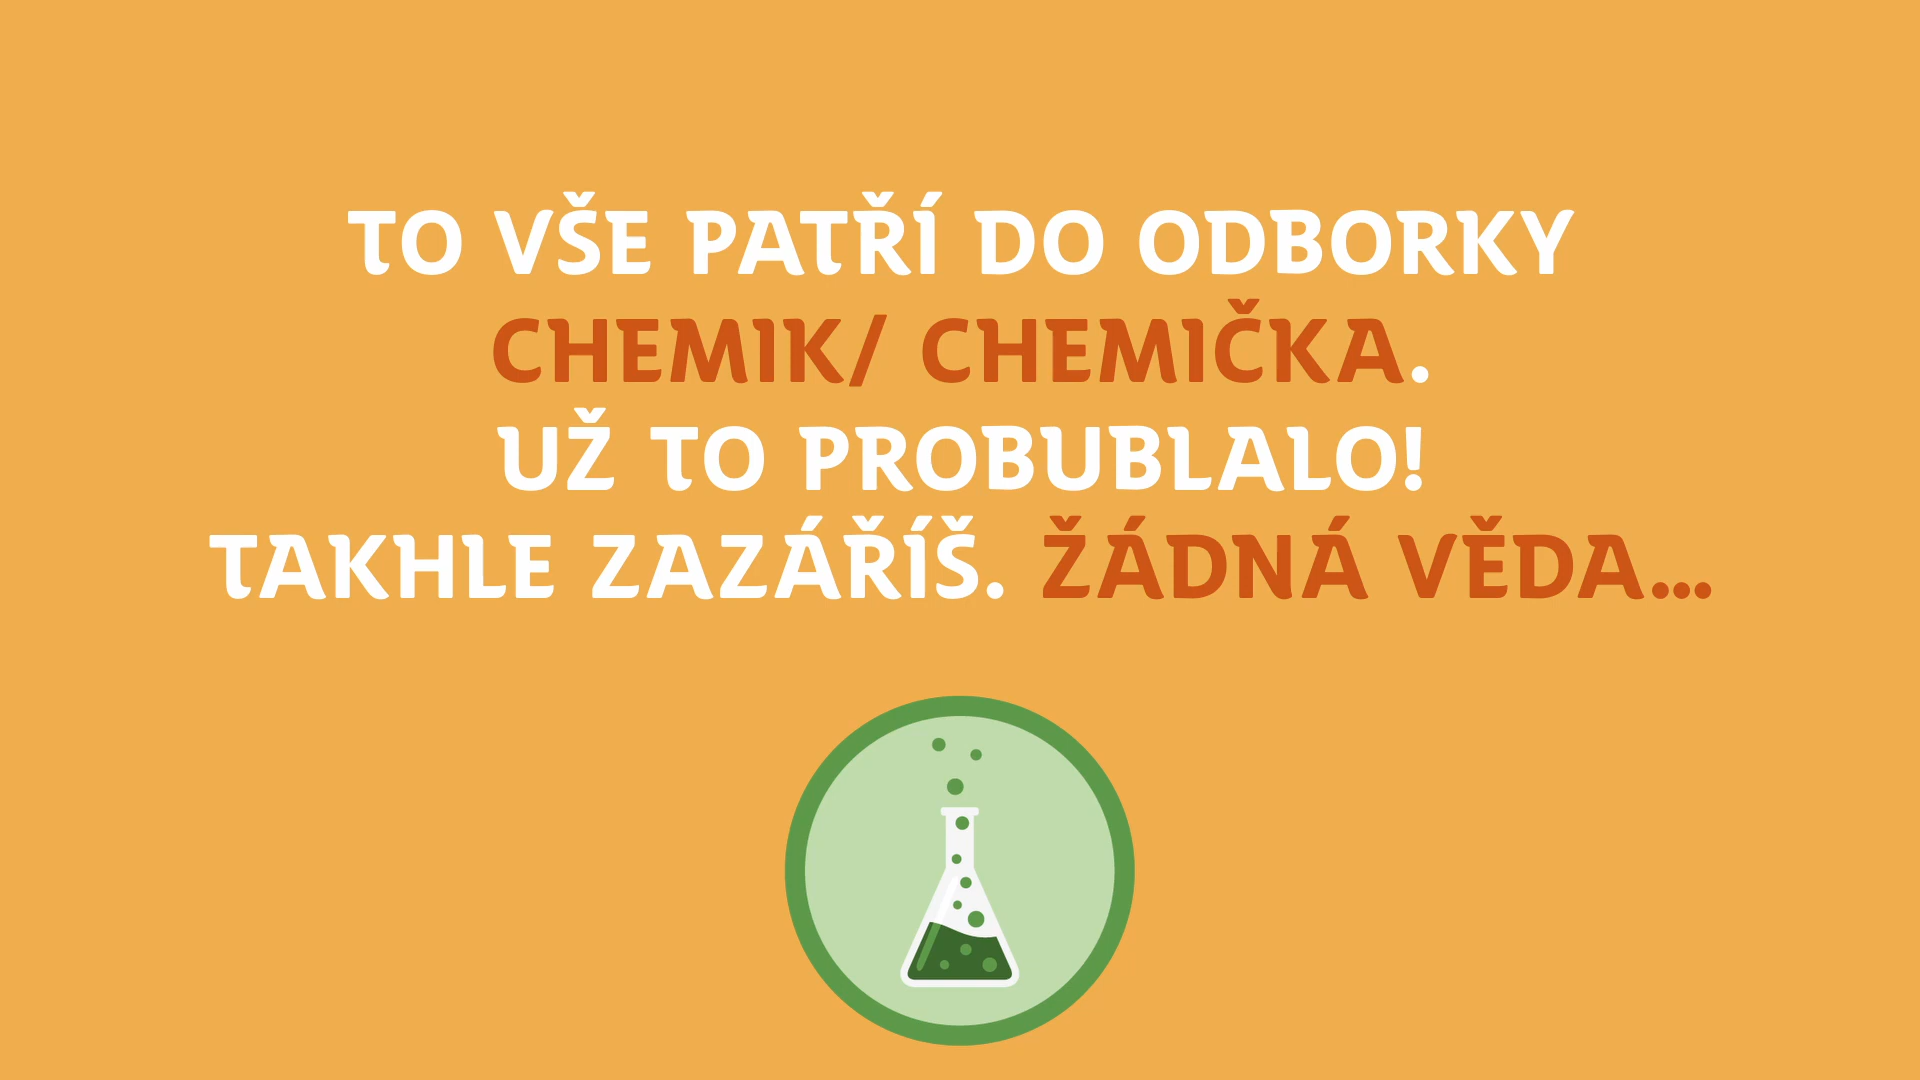 TO VŠE PATŘÍ DO ODBORKY
CHEMIK/ CHEMIČKA.
UŽ TO PROBUBLALO!
TAKHLE ZAZÁŘÍŠ. ŽÁDNÁ VĚDA...